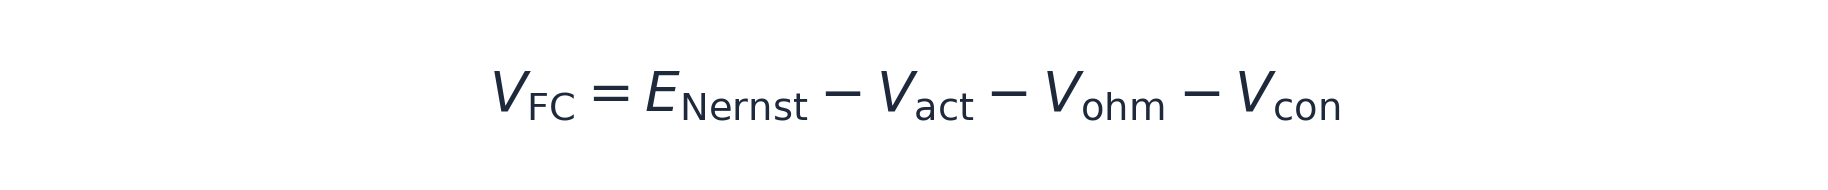 V_FC = E_Nernst − V_act − V_ohm − V_con